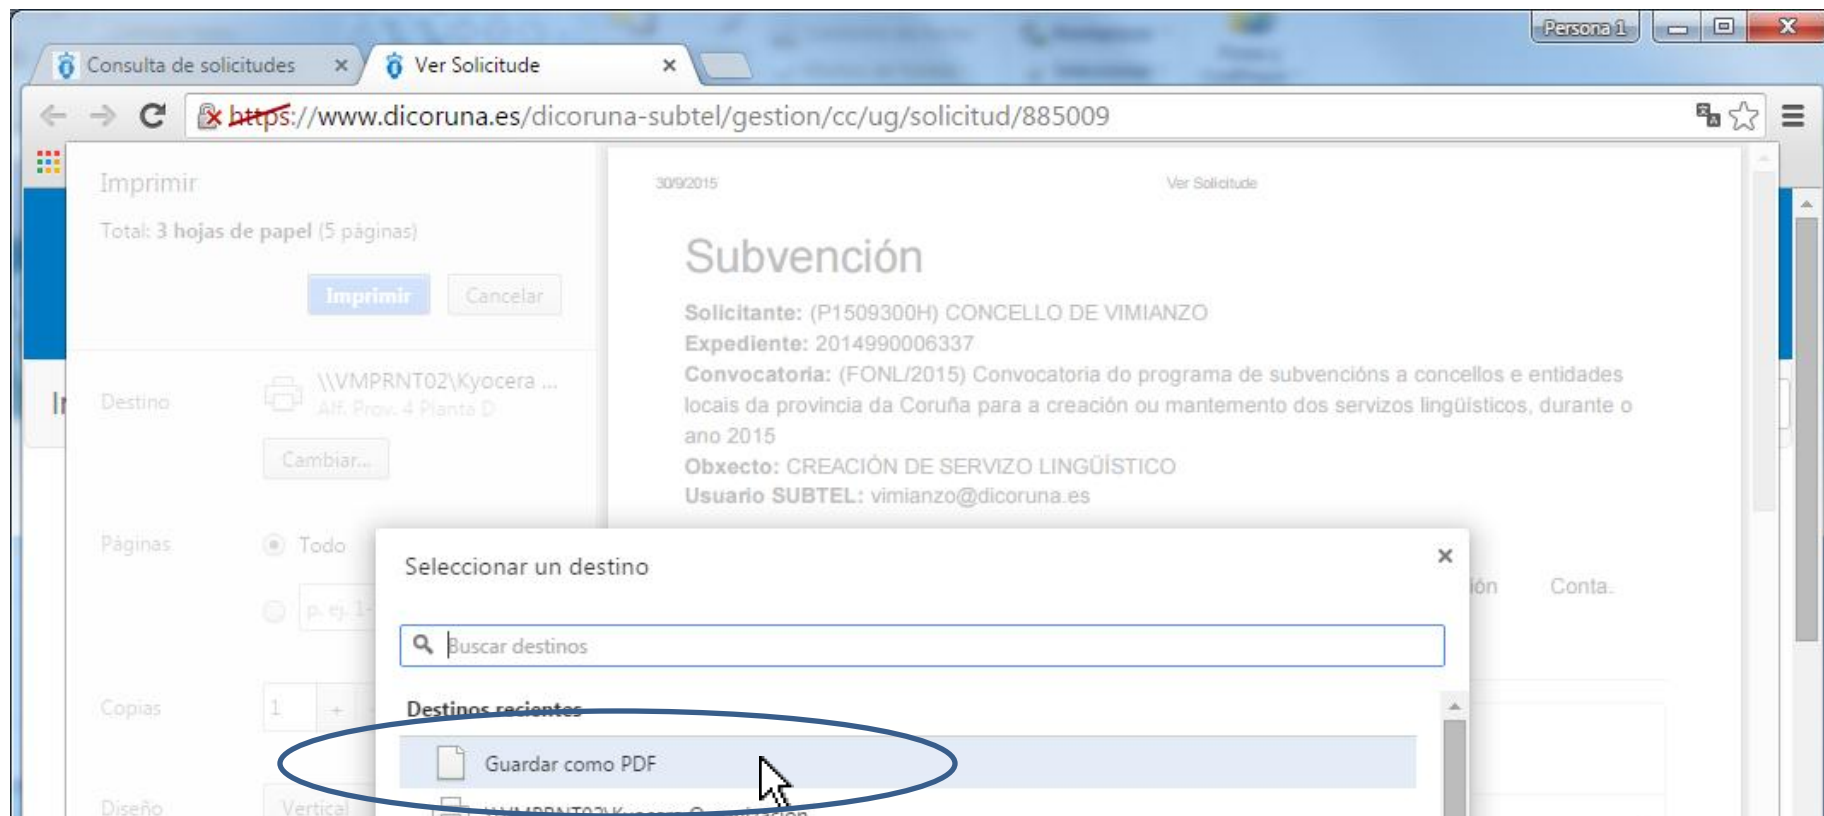 Persona 1
Consulta de solicitudes
Ver Solicitude
https://www.dicoruna.es/dicoruna-subtel/gestion/cc/ug/solicitud/885009
Imprimir
Total: 3 hojas de papel (5 páginas)
Imprimir
Cancelar
Destino
\\VMPRNT02\Kyocera ...
Alf. Prov. 4 Planta D
Cambiar...
Páginas
Todo
p. ej. 1-
Copias
1
+
Diseño
Vertical
30/9/2015
Ver Solicitude
Subvención
Solicitante: (P1509300H) CONCELLO DE VIMIANZO
Expediente: 2014990006337
Convocatoria: (FONL/2015) Convocatoria do programa de subvencións a concellos e entidades
locais da provincia da Coruña para a creación ou mantemento dos servizos lingüísticos, durante o
ano 2015
Obxecto: CREACIÓN DE SERVIZO LINGÜÍSTICO
Usuario SUBTEL: vimianzo@dicoruna.es
ión
Conta.
Seleccionar un destino
Buscar destinos
Destinos recientes
Guardar como PDF